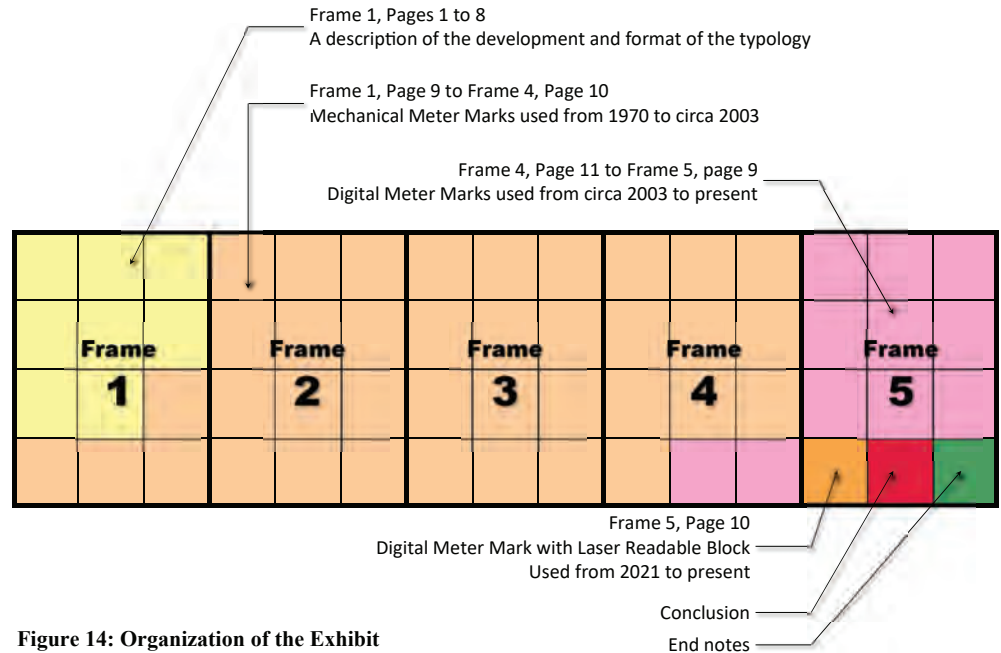 Frame 1, Pages 1 to 8
A description of the development and format of the typology
Frame 1, Page 9 to Frame 4, Page 10
Mechanical Meter Marks used from 1970 to circa 2003
Frame 4, Page 11 to Frame 5, page 9
Digital Meter Marks used from circa 2003 to present
Frame
1
Frame
2
Frame
3
Frame
4
Frame
5
Frame 5, Page 10
Digital Meter Mark with Laser Readable Block
Used from 2021 to present
Conclusion
End notes
Figure 14: Organization of the Exhibit